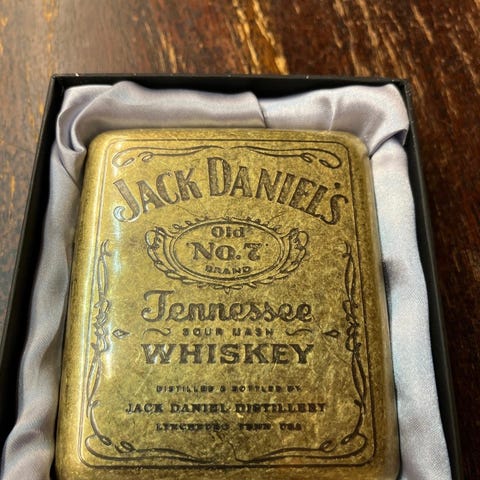 JACK DANIEL'S
Old
No. 7
BRAND
Tennessee
SOUR MASH
WHISKEY
DISTILLED & BOTTLED BY
JACK DANIEL DISTILLERY
LYNCHBURG TENN USA